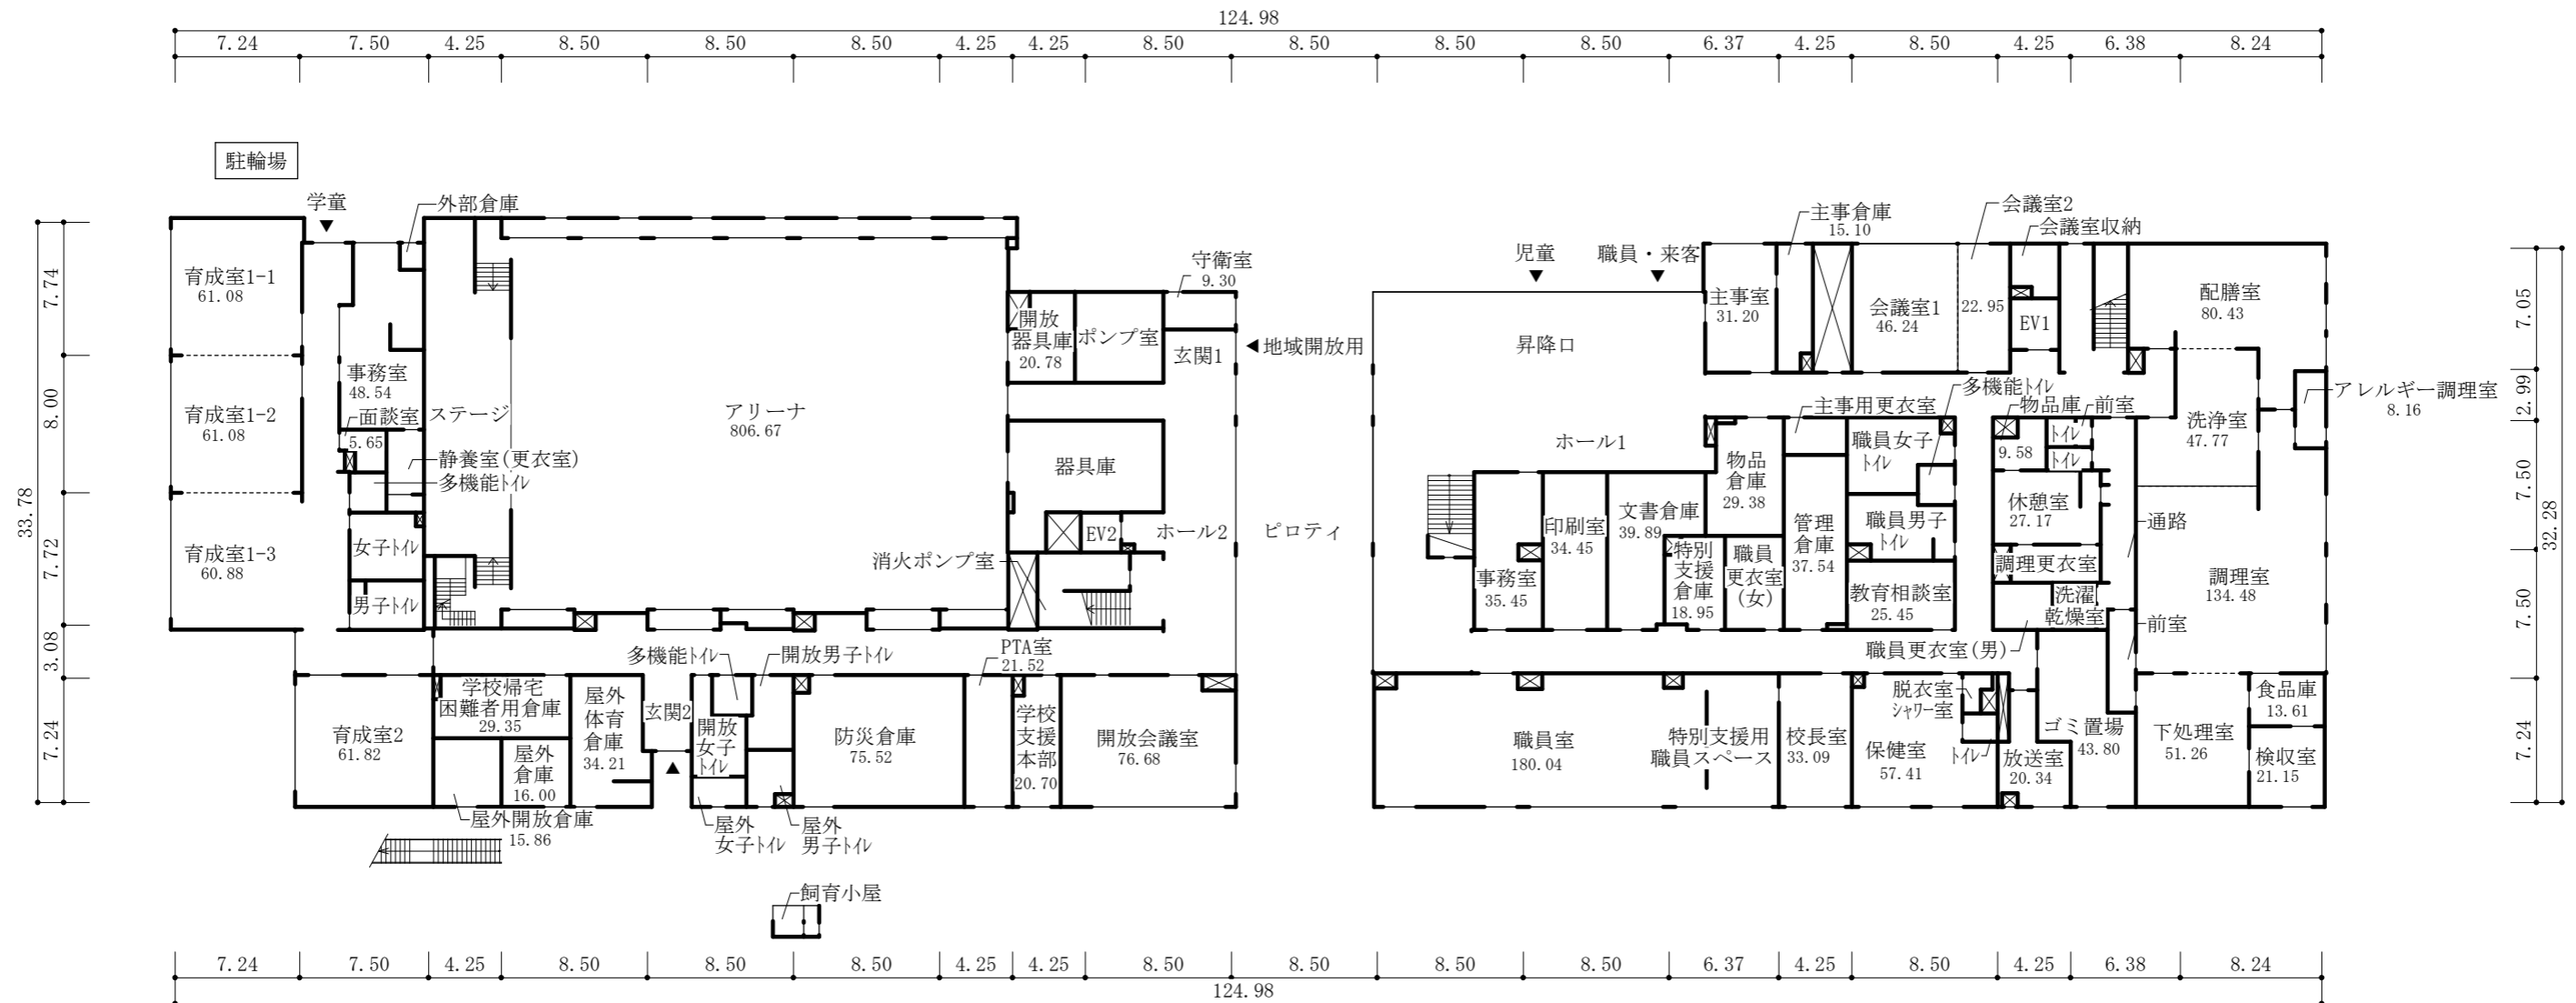 124.98
7.24 7.50 4.25 8.50 8.50 8.50 4.25 4.25 8.50 8.50 8.50 8.50 6.37 4.25 8.50 4.25 6.38 8.24
駐輪場
学童
外部倉庫
33.78
7.74
8.00
7.72
3.08
7.24
育成室1-1
61.08
育成室1-2
61.08
育成室1-3
60.88
事務室
48.54
面談室
5.65
静養室(更衣室)
多機能トイレ
女子トイレ
男子トイレ
ステージ
アリーナ
806.67
守衛室
9.30
開放
器具庫
20.78
ポンプ室
玄関1
地域開放用
器具庫
EV2
ホール2
ピロティ
消火ポンプ室
育成室2
61.82
学校帰宅
困難者用倉庫
29.35
屋外
倉庫
16.00
屋外開放倉庫
15.86
屋外
体育
倉庫
34.21
玄関2
多機能トイレ
開放男子トイレ
開放
女子
トイレ
屋外
女子トイレ
屋外
男子トイレ
防災倉庫
75.52
PTA室
21.52
学校
支援
本部
20.70
開放会議室
76.68
飼育小屋
児童
職員・来客
昇降口
ホール1
主事室
31.20
主事倉庫
15.10
会議室1
46.24
会議室2
22.95
会議室収納
EV1
配膳室
80.43
アレルギー調理室
8.16
洗浄室
47.77
多機能トイレ
主事用更衣室
物品庫
9.58
前室
トイレ
トイレ
休憩室
27.17
通路
調理更衣室
洗濯
乾燥室
前室
調理室
134.48
職員更衣室(男)
事務室
35.45
印刷室
34.45
文書倉庫
39.89
物品
倉庫
29.38
特別
支援
倉庫
18.95
職員
更衣室
(女)
管理
倉庫
37.54
職員女子
トイレ
職員男子
トイレ
教育相談室
25.45
職員室
180.04
特別支援用
職員スペース
校長室
33.09
保健室
57.41
脱衣室
シャワー室
トイレ
放送室
20.34
ゴミ置場
43.80
下処理室
51.26
食品庫
13.61
検収室
21.15
7.05
2.99
7.50
7.50
7.24
32.28
7.24 7.50 4.25 8.50 8.50 8.50 4.25 4.25 8.50 8.50 8.50 8.50 6.37 4.25 8.50 4.25 6.38 8.24
124.98